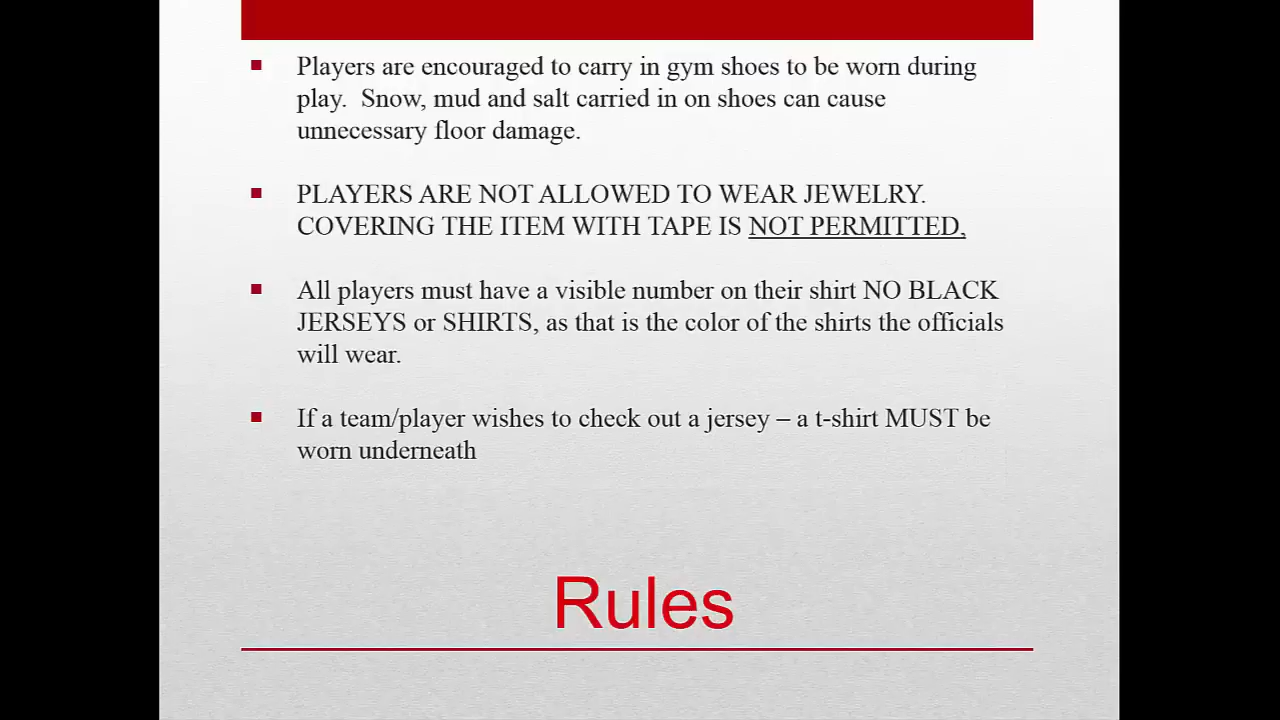 Players are encouraged to carry in gym shoes to be worn during
play.  Snow, mud and salt carried in on shoes can cause
unnecessary floor damage.
PLAYERS ARE NOT ALLOWED TO WEAR JEWELRY.
COVERING THE ITEM WITH TAPE IS NOT PERMITTED,
All players must have a visible number on their shirt NO BLACK
JERSEYS or SHIRTS, as that is the color of the shirts the officials
will wear.
If a team/player wishes to check out a jersey – a t-shirt MUST be
worn underneath
Rules